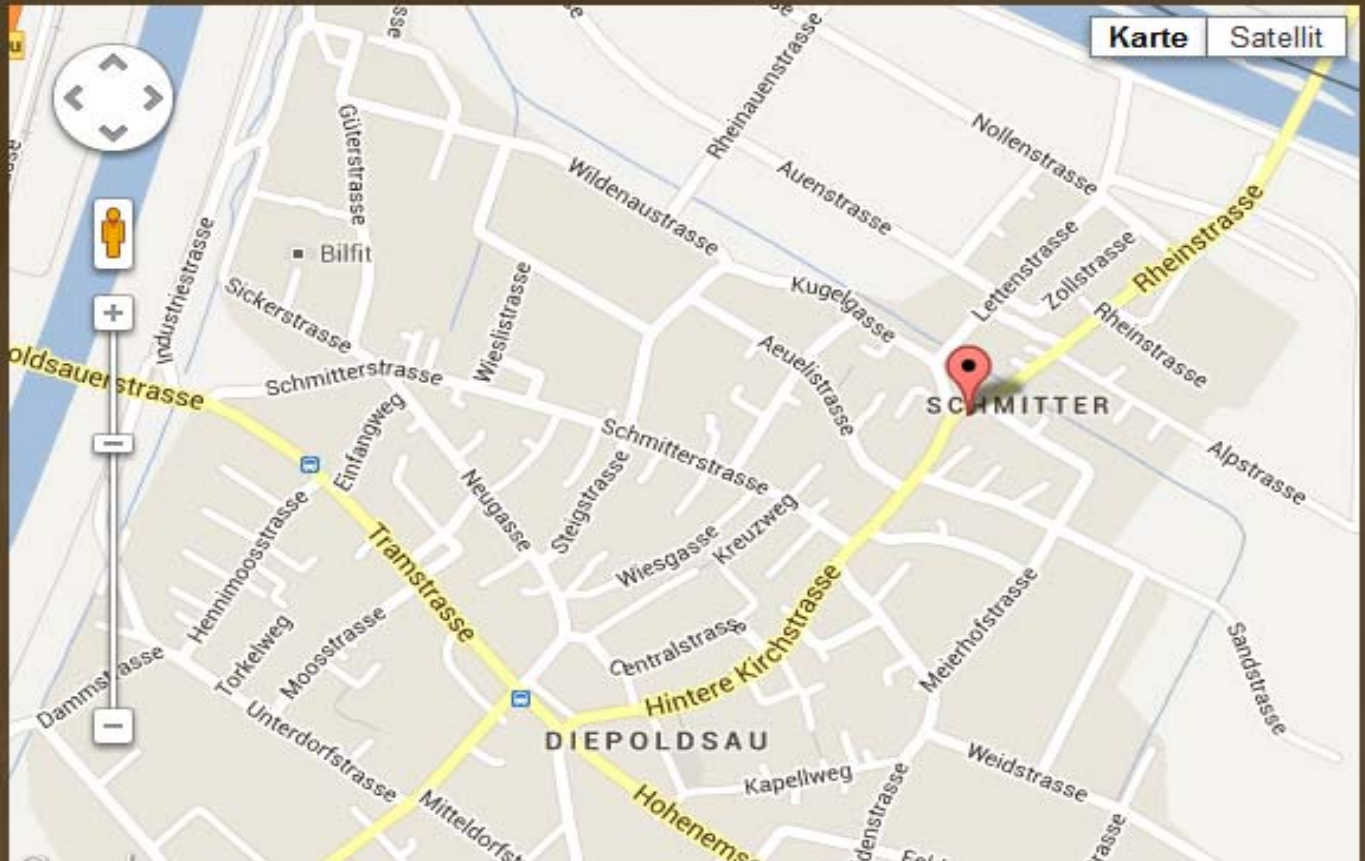 Karte
Satellit
Nollenstrasse
Rheinauenstrasse
Güterstrasse
Wildenaustrasse
Auenstrasse
Rheinstrasse
Lettenstrasse
Zollstrasse
Bilfit
Industriestrasse
Sickerstrasse
Wieslistrasse
Kugelgasse
Rheinstrasse
Aeuelistrasse
oldsauerstrasse
Schmitterstrasse
SCHMITTER
Einfangweg
Schmitterstrasse
Alpstrasse
Neugasse
Steigstrasse
Kreuzweg
Wiesgasse
Tramstrasse
Hennimoosstrasse
Hintere Kirchstrasse
Meierhofstrasse
Centralstrasse
Sandstrasse
Torkelweg
Moosstrasse
Dammstrasse
Unterdorfstrasse
DIEPOLDSAU
Weidstrasse
Kapellweg
Mitteldorfst
Hohenems
denstrasse
rasse